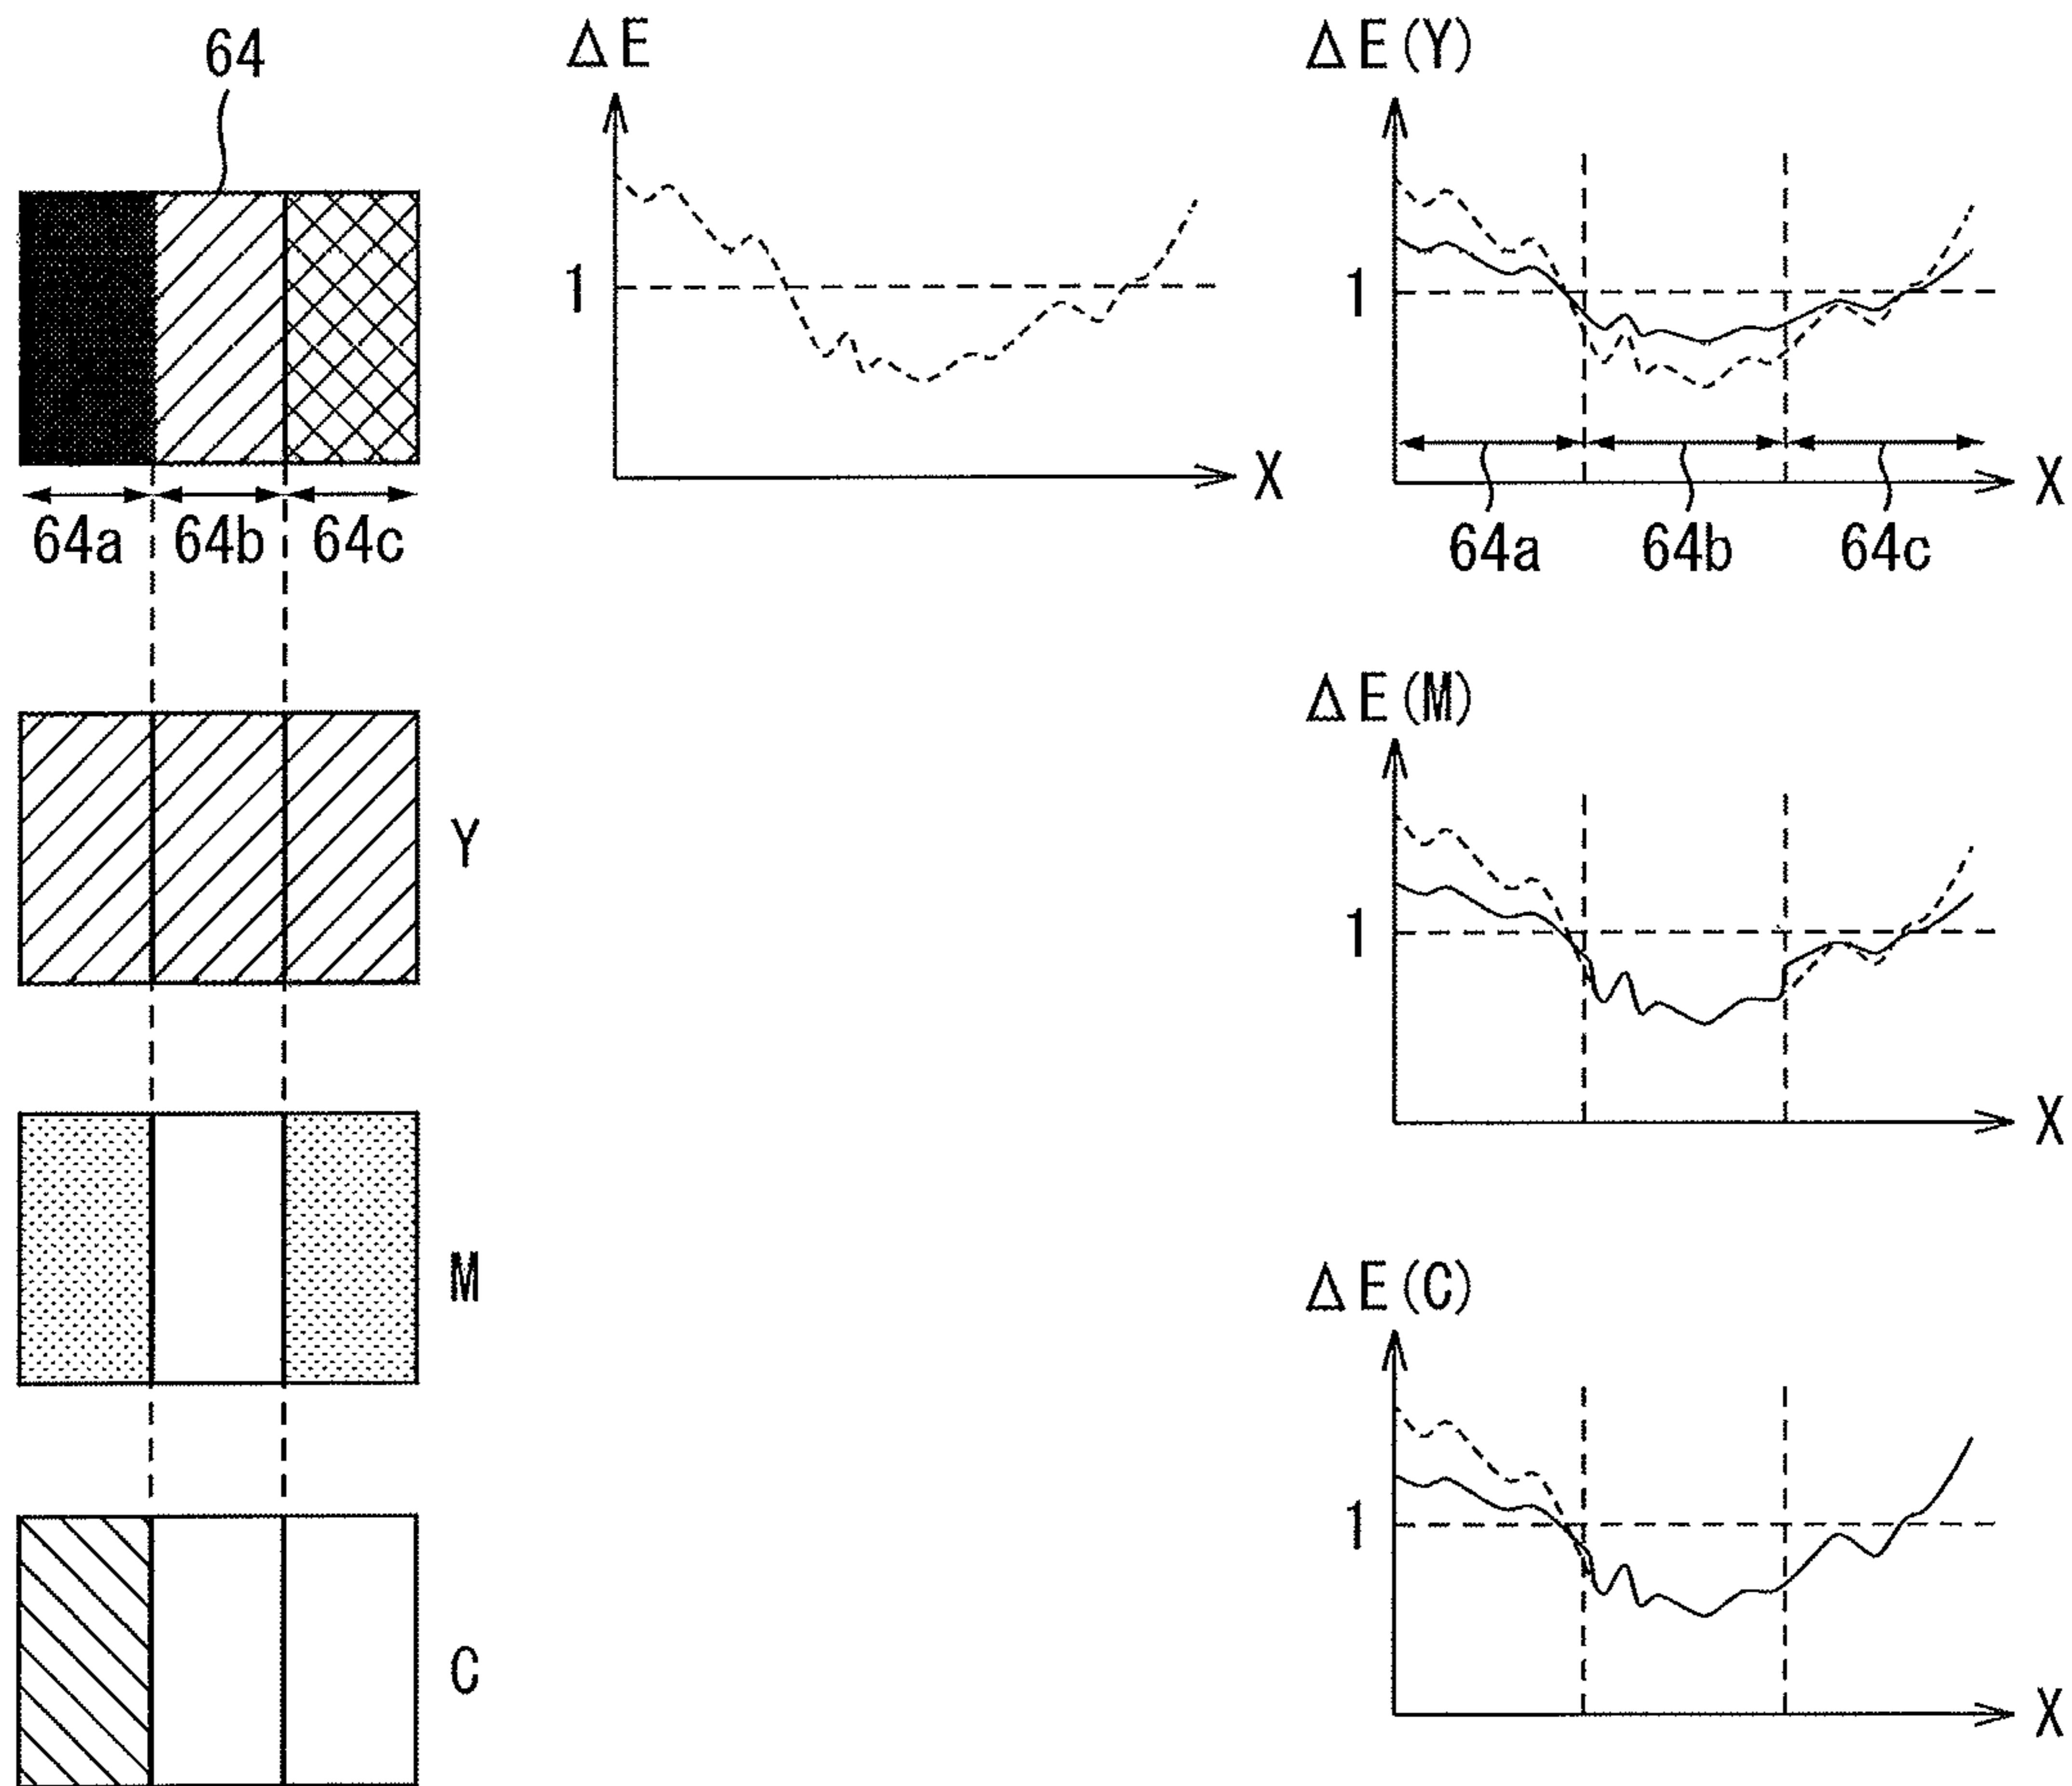 64
ΔE
1
X
64a 64b 64c
ΔE(Y)
1
X
64a 64b 64c
Y
ΔE(M)
1
X
M
ΔE(C)
1
X
C